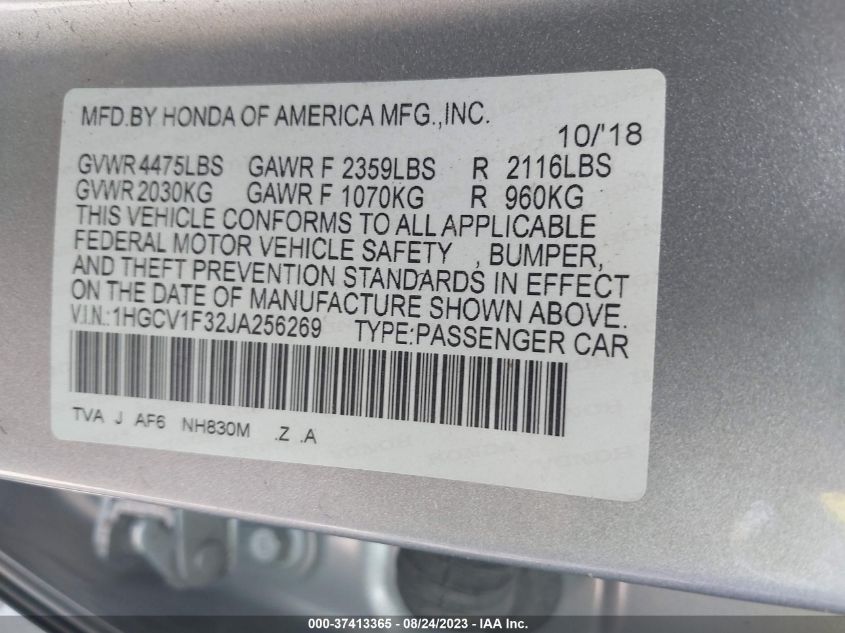 MFD.BY HONDA OF AMERICA MFG.,INC.
10/'18
GVWR 4475LBS GAWR F 2359LBS R 2116LBS
GVWR 2030KG GAWR F 1070KG R 960KG
THIS VEHICLE CONFORMS TO ALL APPLICABLE
FEDERAL MOTOR VEHICLE SAFETY , BUMPER,
AND THEFT PREVENTION STANDARDS IN EFFECT
ON THE DATE OF MANUFACTURE SHOWN ABOVE.
V.I.N.:1HGCV1F32JA256269 TYPE:PASSENGER CAR
TVA J AF6 NH830M .Z .A
000-37413365 - 08/24/2023 - IAA Inc.